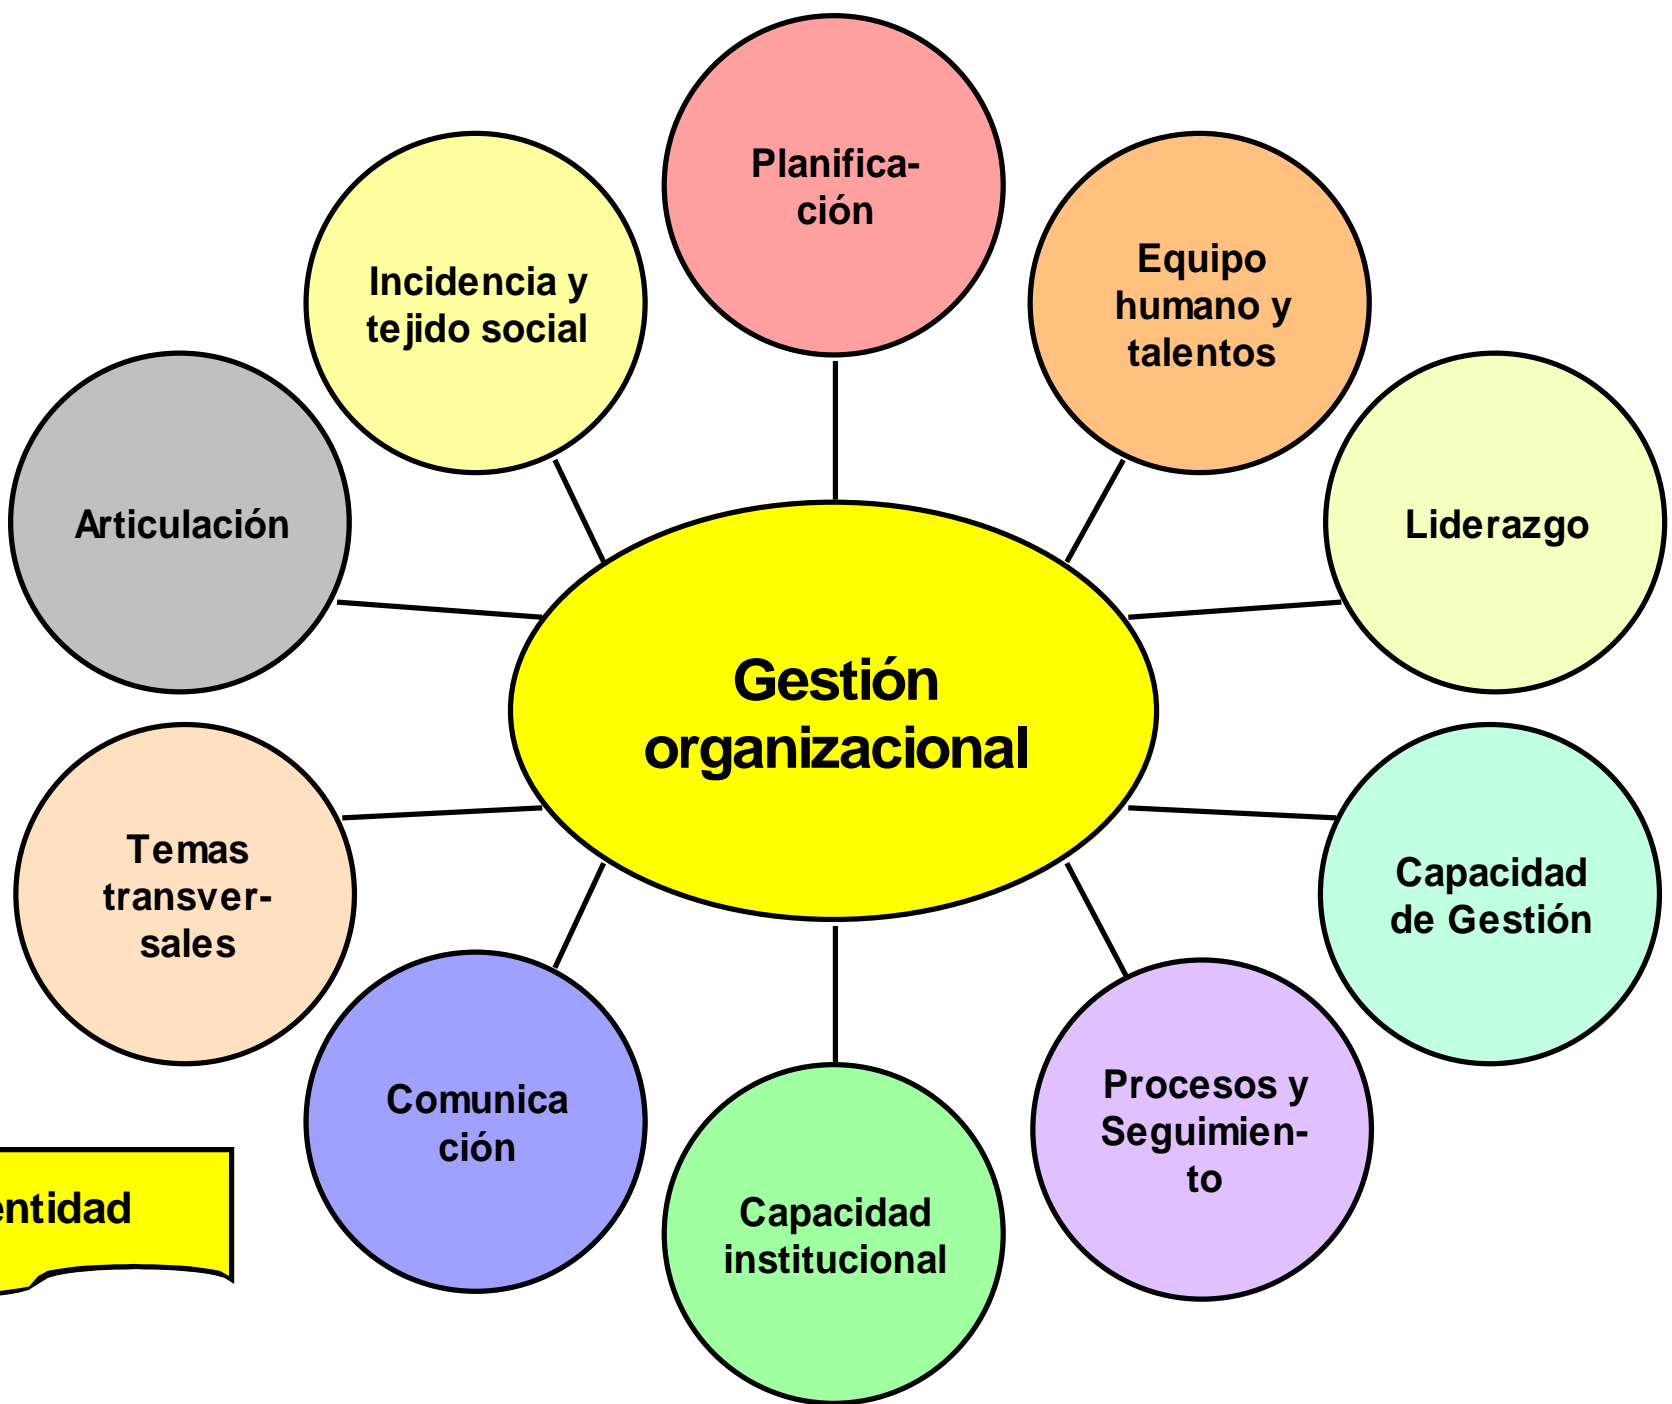 Planifica-
ción
Equipo
humano y
talentos
Incidencia y
tejido social
Liderazgo
Articulación
Gestión
organizacional
Capacidad
de Gestión
Temas
transver-
sales
Procesos y
Seguimien-
to
Comunica
ción
Capacidad
institucional
entidad